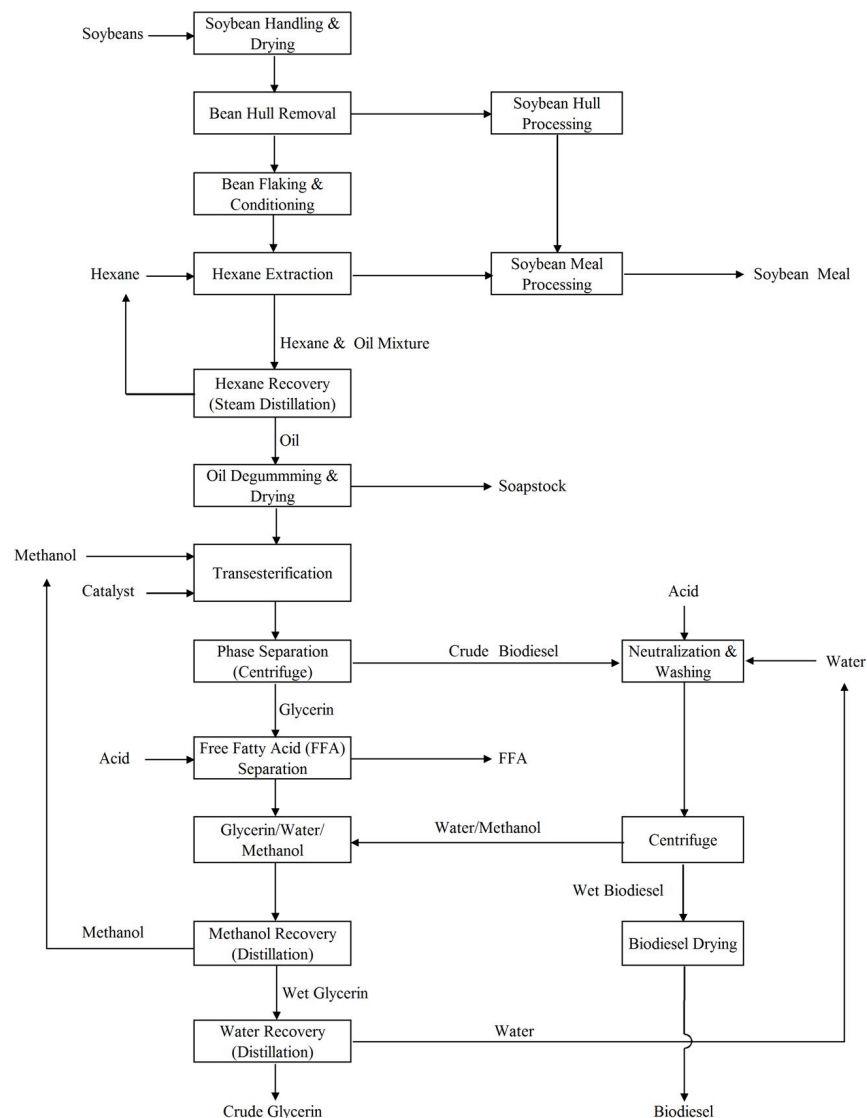 Soybeans
Soybean Handling &
Drying
Bean Hull Removal
Soybean Hull
Processing
Bean Flaking &
Conditioning
Hexane
Hexane Extraction
Soybean Meal
Processing
Soybean Meal
Hexane & Oil Mixture
Hexane Recovery
(Steam Distillation)
Oil
Oil Degummming &
Drying
Soapstock
Methanol
Catalyst
Transesterification
Acid
Phase Separation
(Centrifuge)
Crude Biodiesel
Neutralization &
Washing
Water
Glycerin
Acid
Free Fatty Acid (FFA)
Separation
FFA
Glycerin/Water/
Methanol
Water/Methanol
Centrifuge
Wet Biodiesel
Methanol
Methanol Recovery
(Distillation)
Biodiesel Drying
Wet Glycerin
Water Recovery
(Distillation)
Water
Crude Glycerin
Biodiesel